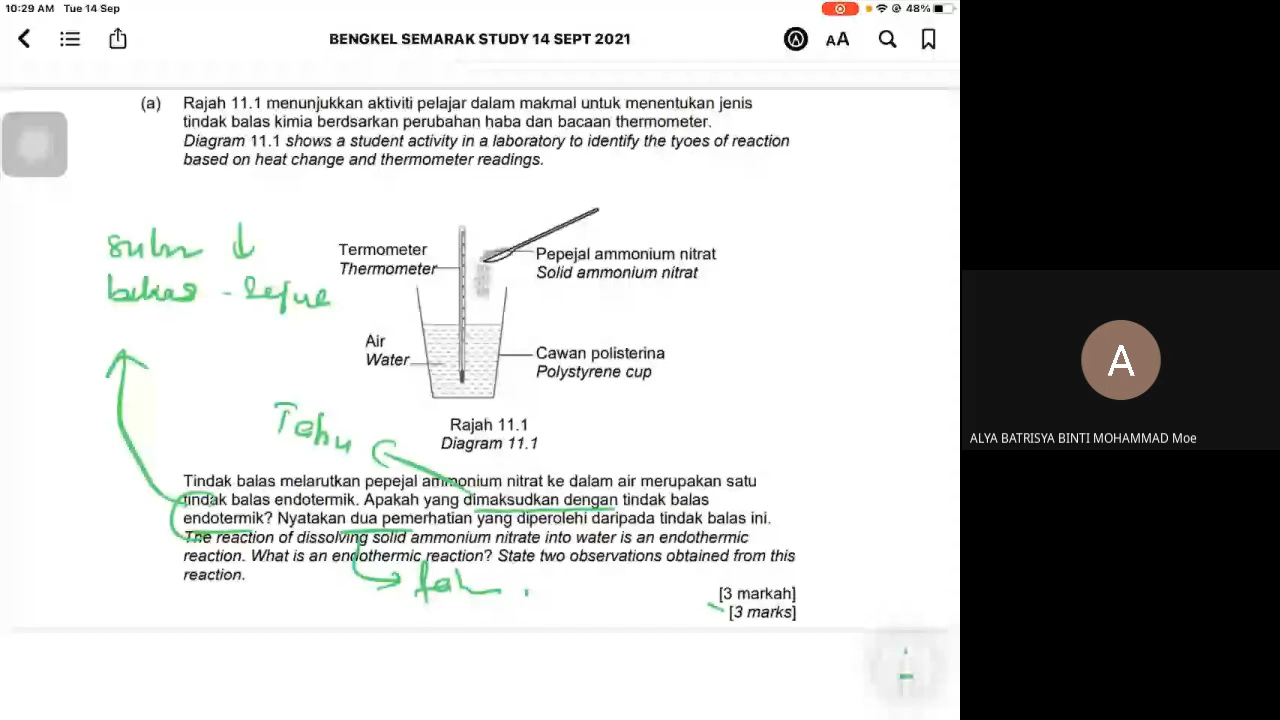 10:29 AM Tue 14 Sep
48%
BENGKEL SEMARAK STUDY 14 SEPT 2021
AA
(a) Rajah 11.1 menunjukkan aktiviti pelajar dalam makmal untuk menentukan jenis
tindak balas kimia berdsarkan perubahan haba dan bacaan thermometer.
Diagram 11.1 shows a student activity in a laboratory to identify the tyoes of reaction
based on heat change and thermometer readings.
suhu ↓
bekas - sejuk
Termometer
Thermometer
Pepejal ammonium nitrat
Solid ammonium nitrat
Air
Water
Cawan polisterina
Polystyrene cup
Rajah 11.1
Diagram 11.1
Tahu
Tindak balas melarutkan pepejal ammonium nitrat ke dalam air merupakan satu
tindak balas endotermik. Apakah yang dimaksudkan dengan tindak balas
endotermik? Nyatakan dua pemerhatian yang diperolehi daripada tindak balas ini.
The reaction of dissolving solid ammonium nitrate into water is an endothermic
reaction. What is an endothermic reaction? State two observations obtained from this
reaction.
[3 markah]
[3 marks]
A
ALYA BATRISYA BINTI MOHAMMAD Moe